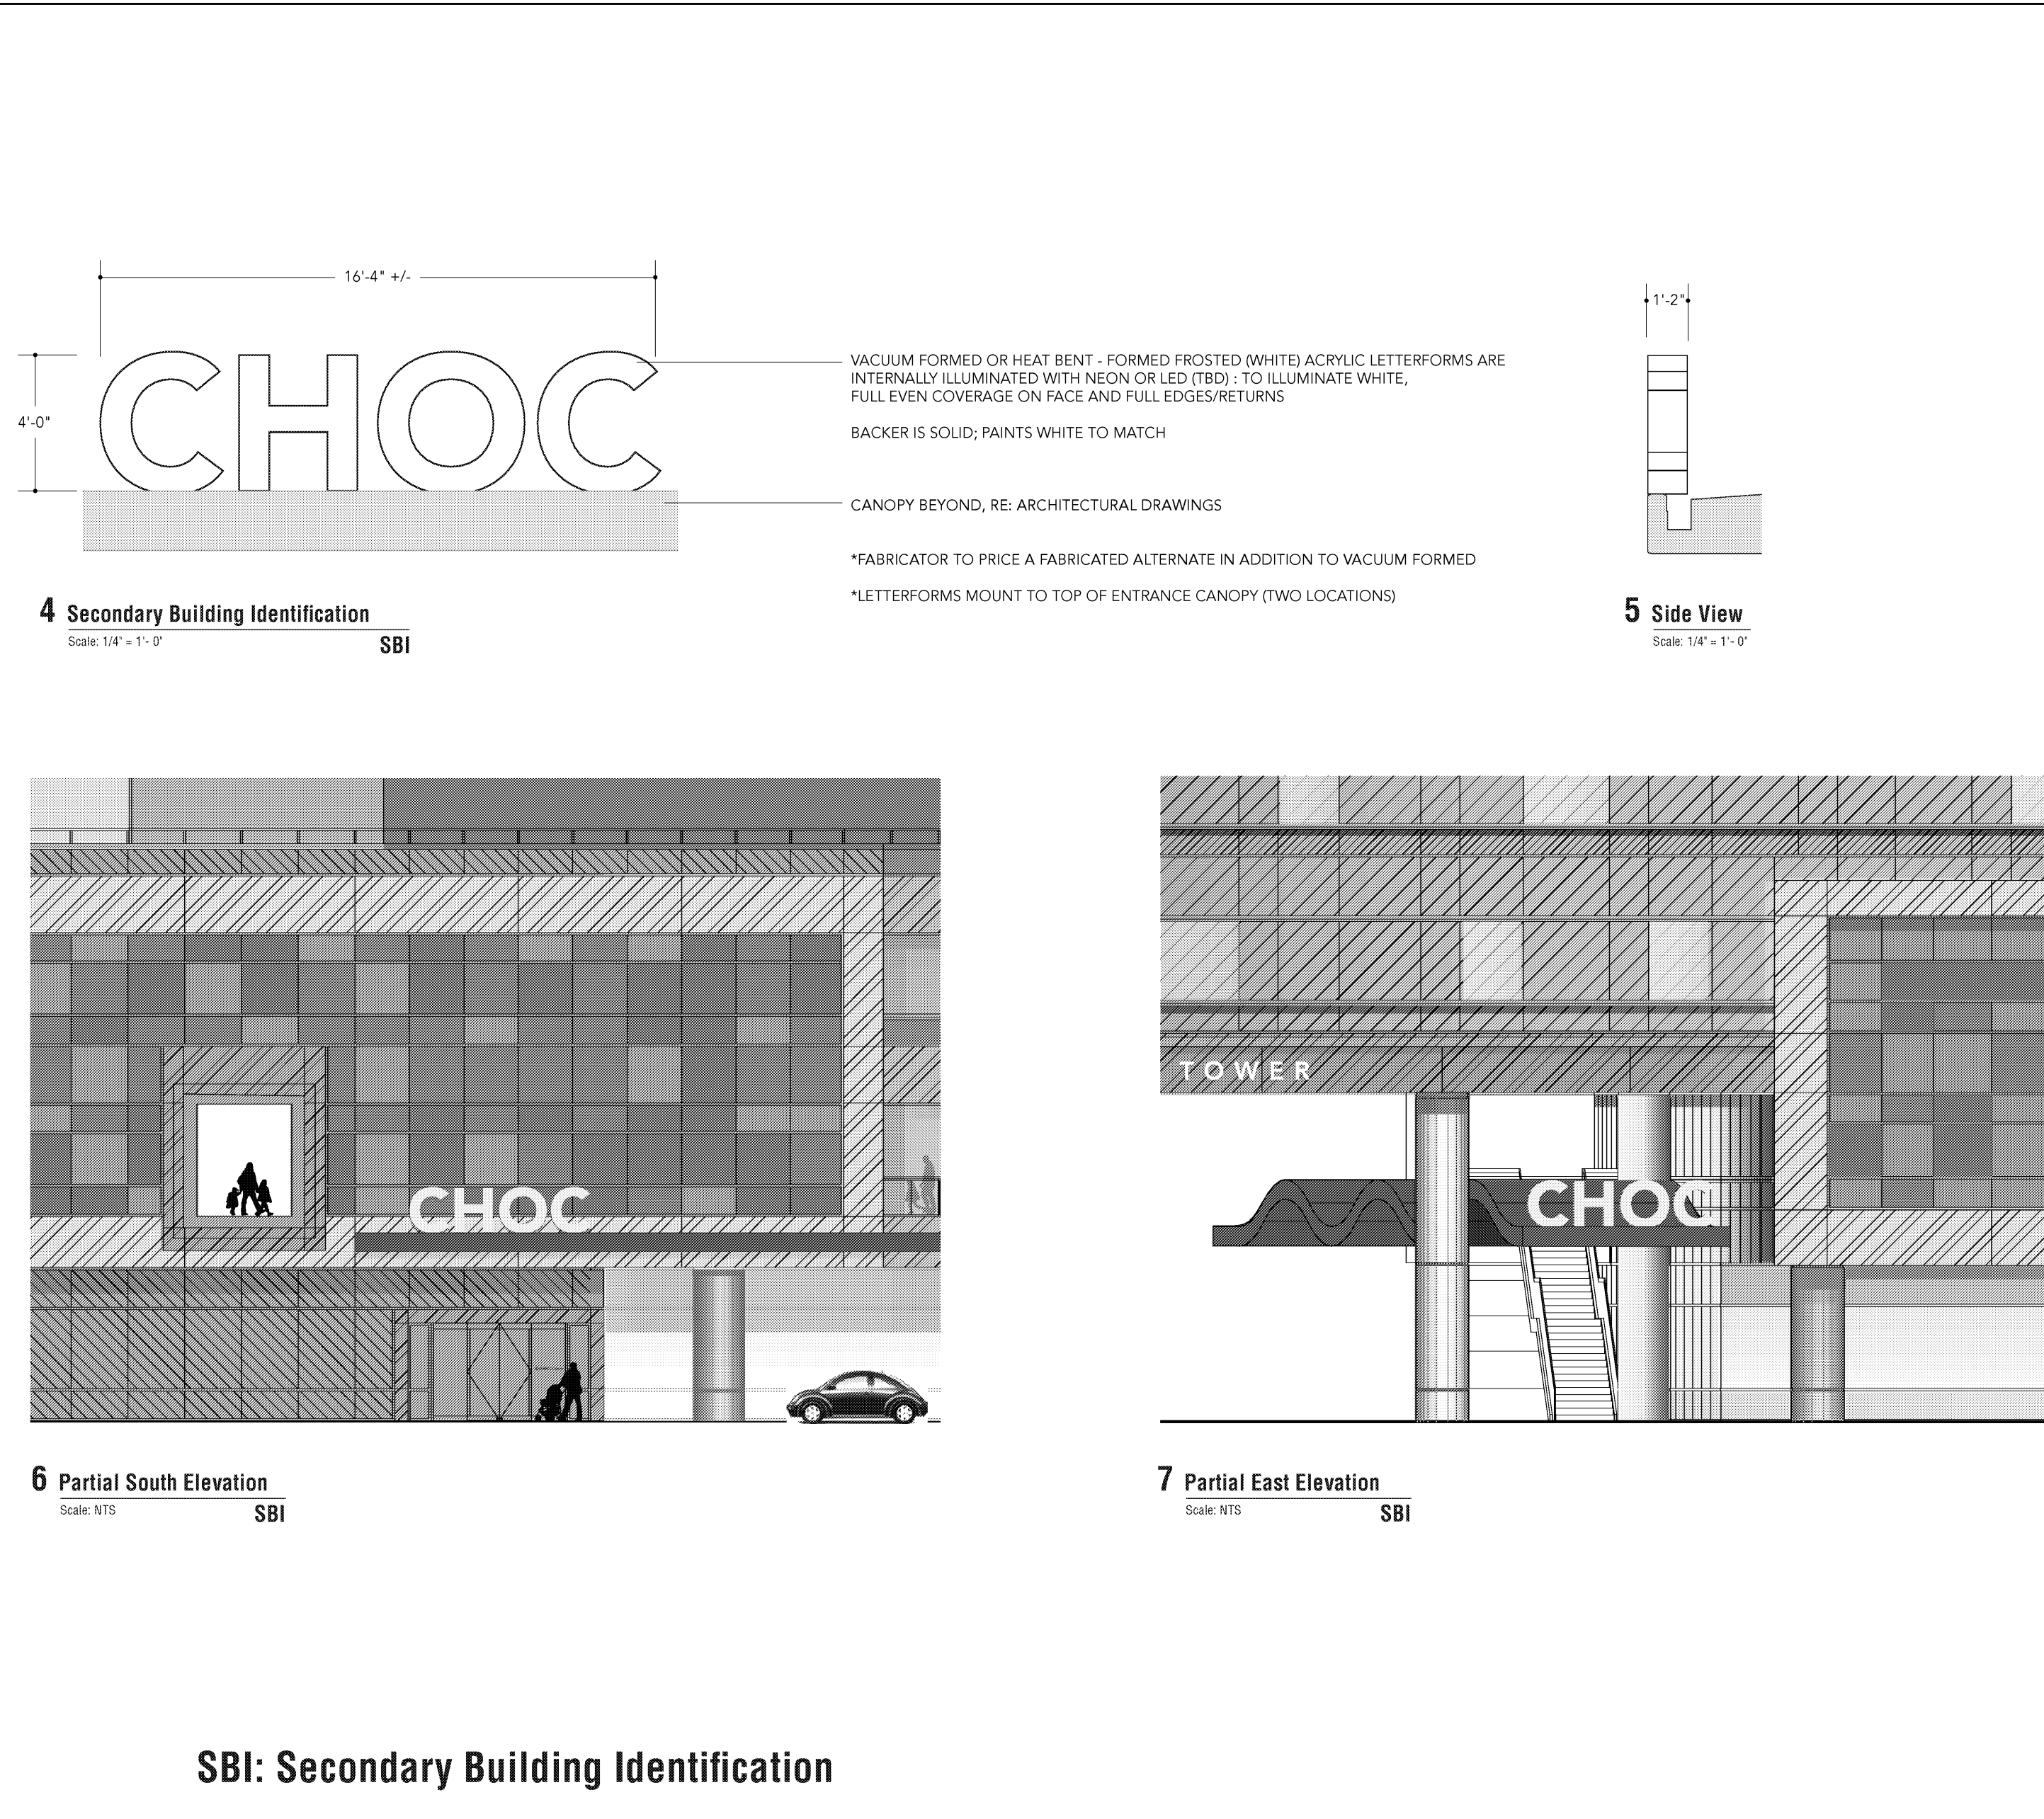 16'-4" +/-
1'-2"
CHOC
4'-0"
VACUUM FORMED OR HEAT BENT - FORMED FROSTED (WHITE) ACRYLIC LETTERFORMS ARE
INTERNALLY ILLUMINATED WITH NEON OR LED (TBD) : TO ILLUMINATE WHITE,
FULL EVEN COVERAGE ON FACE AND FULL EDGES/RETURNS
BACKER IS SOLID; PAINTS WHITE TO MATCH
CANOPY BEYOND, RE: ARCHITECTURAL DRAWINGS
*FABRICATOR TO PRICE A FABRICATED ALTERNATE IN ADDITION TO VACUUM FORMED
*LETTERFORMS MOUNT TO TOP OF ENTRANCE CANOPY (TWO LOCATIONS)
4 Secondary Building Identification
Scale: 1/4" = 1'- 0"
SBI
5 Side View
Scale: 1/4" = 1'- 0"
CHOC
TOWER
CHOC
6 Partial South Elevation
Scale: NTS
SBI
7 Partial East Elevation
Scale: NTS
SBI
SBI: Secondary Building Identification